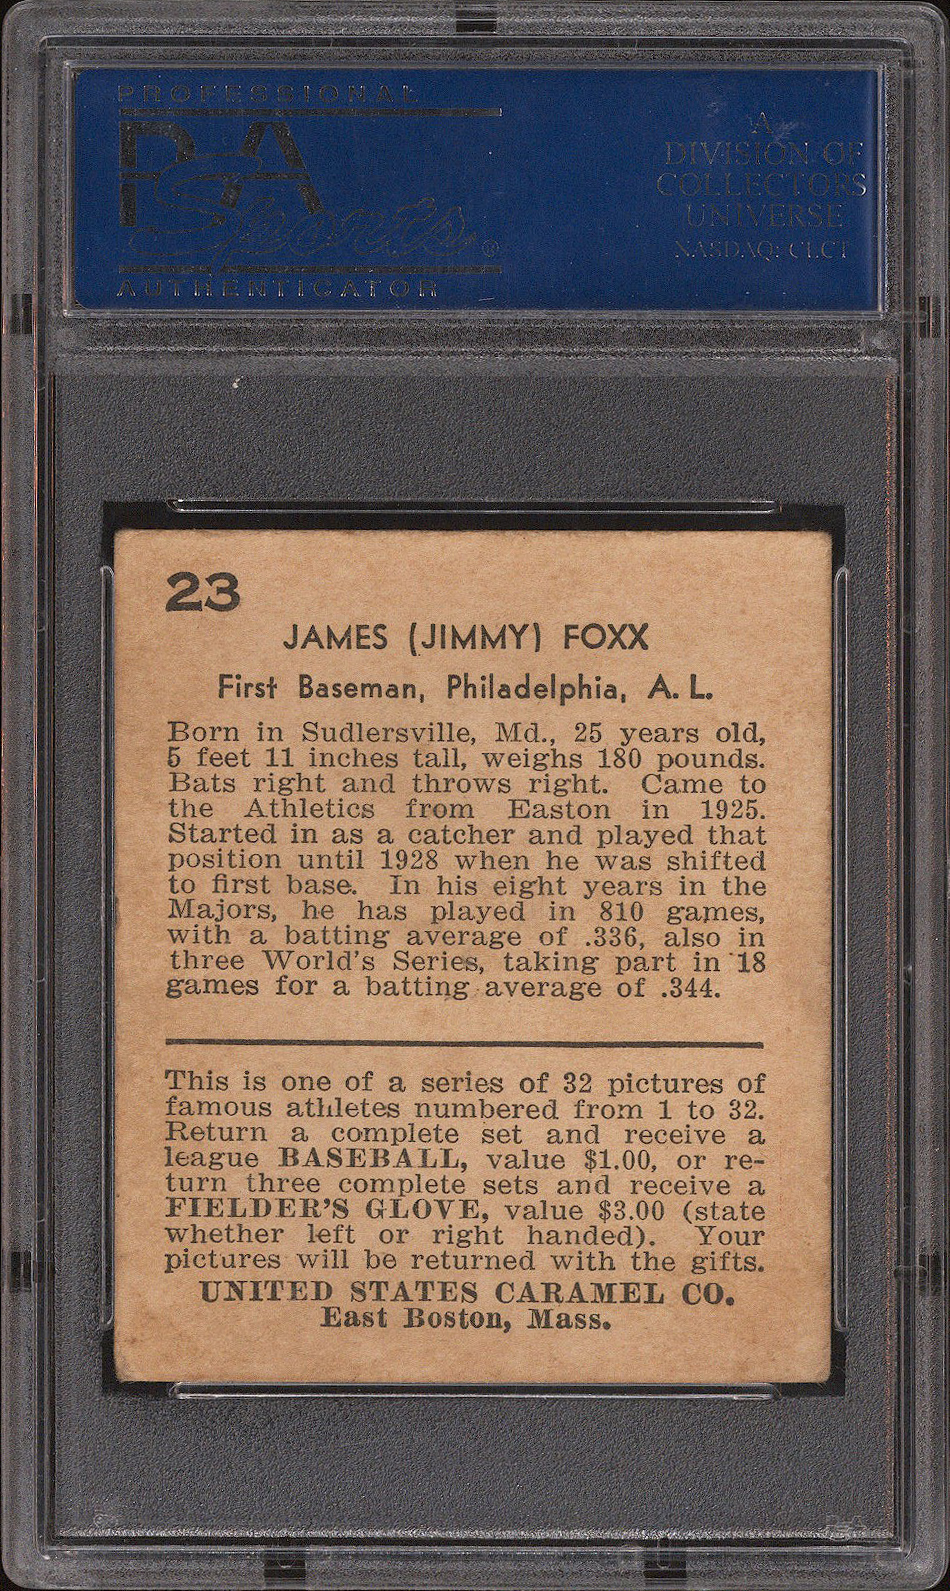 PROFESSIONAL
PSA
Sports ®
AUTHENTICATOR
A
DIVISION OF
COLLECTORS
UNIVERSE
NASDAQ: CLCT
23
JAMES (JIMMY) FOXX
First Baseman, Philadelphia, A. L.
Born in Sudlersville, Md., 25 years old,
5 feet 11 inches tall, weighs 180 pounds.
Bats right and throws right. Came to
the Athletics from Easton in 1925.
Started in as a catcher and played that
position until 1928 when he was shifted
to first base. In his eight years in the
Majors, he has played in 810 games,
with a batting average of .336, also in
three World's Series, taking part in 18
games for a batting average of .344.
This is one of a series of 32 pictures of
famous athletes numbered from 1 to 32.
Return a complete set and receive a
league BASEBALL, value $1.00, or re-
turn three complete sets and receive a
FIELDER'S GLOVE, value $3.00 (state
whether left or right handed). Your
pictures will be returned with the gifts.
UNITED STATES CARAMEL CO.
East Boston, Mass.